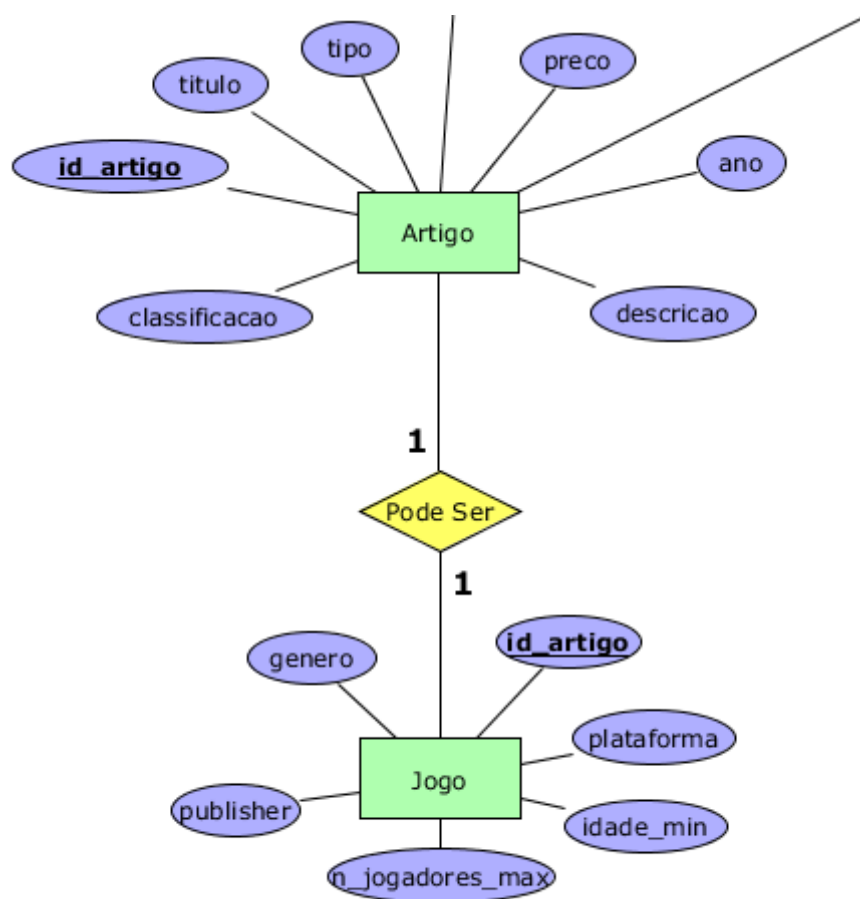 tipo
preco
titulo
id_artigo
ano
Artigo
classificacao
descricao
1
Pode Ser
1
genero
id_artigo
plataforma
Jogo
publisher
idade_min
n_jogadores_max